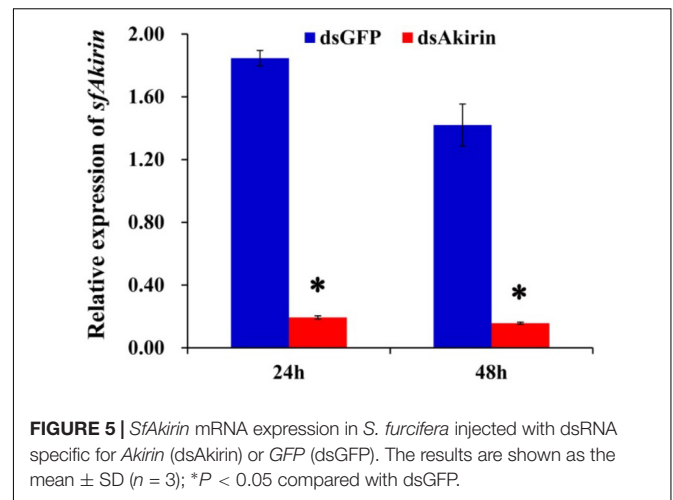 2.00
dsGFP dsAkirin
1.60
1.20
0.80
0.40
0.00
Relative expression of sfAkirin
*
*
24h 48h
FIGURE 5 | SfAkirin mRNA expression in S. furcifera injected with dsRNA
specific for Akirin (dsAkirin) or GFP (dsGFP). The results are shown as the
mean ± SD (n = 3); *P < 0.05 compared with dsGFP.